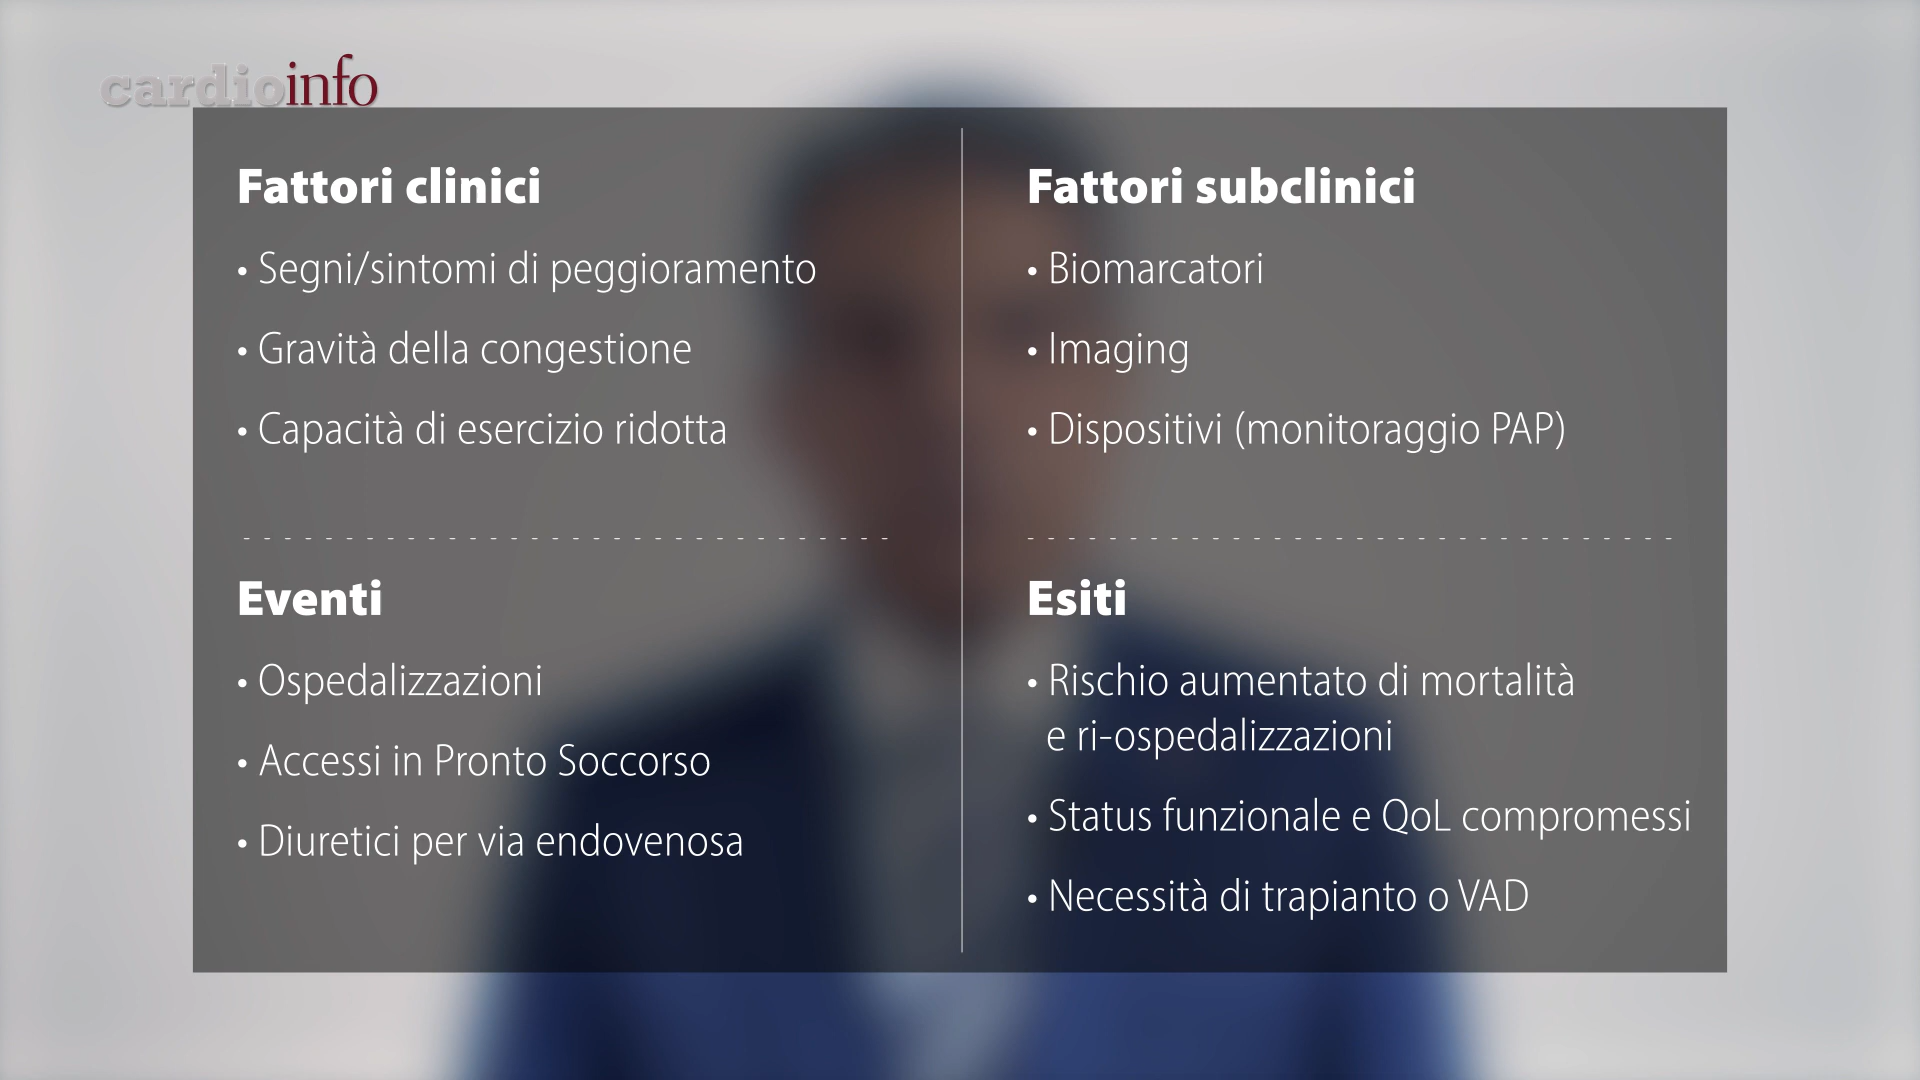 cardioinfo
Fattori clinici
• Segni/sintomi di peggioramento
• Gravità della congestione
• Capacità di esercizio ridotta
Fattori subclinici
• Biomarcatori
• Imaging
• Dispositivi (monitoraggio PAP)
Eventi
• Ospedalizzazioni
• Accessi in Pronto Soccorso
• Diuretici per via endovenosa
Esiti
• Rischio aumentato di mortalità
e ri-ospedalizzazioni
• Status funzionale e QoL compromessi
• Necessità di trapianto o VAD